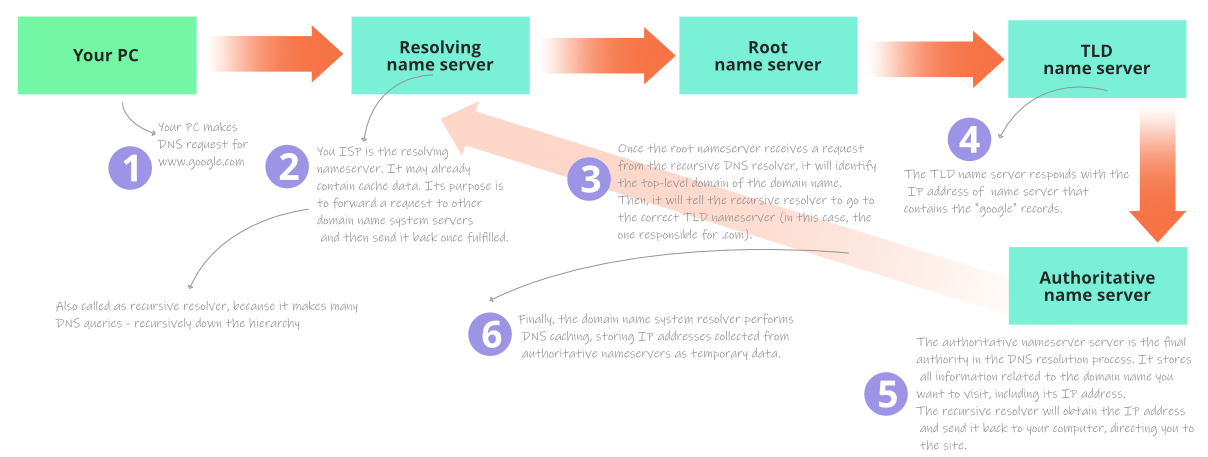 Your PC
Resolving
name server
Root
name server
TLD
name server
1
Your PC makes
DNS request for
www.google.com
2
You ISP is the resolving
nameserver. It may already
contain cache data. Its purpose is
to forward a request to other
domain name system servers
and then send it back once fulfilled.
Also called as recursive resolver, because it makes many
DNS queries - recursively down the hierarchy
3
Once the root nameserver receives a request
from the recursive DNS resolver, it will identify
the top-level domain of the domain name.
Then, it will tell the recursive resolver to go to
the correct TLD nameserver (in this case, the
one responsible for .com).
4
The TLD name server responds with the
IP address of name server that
contains the "google" records.
Authoritative
name server
5
The authoritative nameserver server is the final
authority in the DNS resolution process. It stores
all information related to the domain name you
want to visit, including its IP address.
The recursive resolver will obtain the IP address
and send it back to your computer, directing you to
the site.
6
Finally, the domain name system resolver performs
DNS caching, storing IP addresses collected from
authoritative nameservers as temporary data.